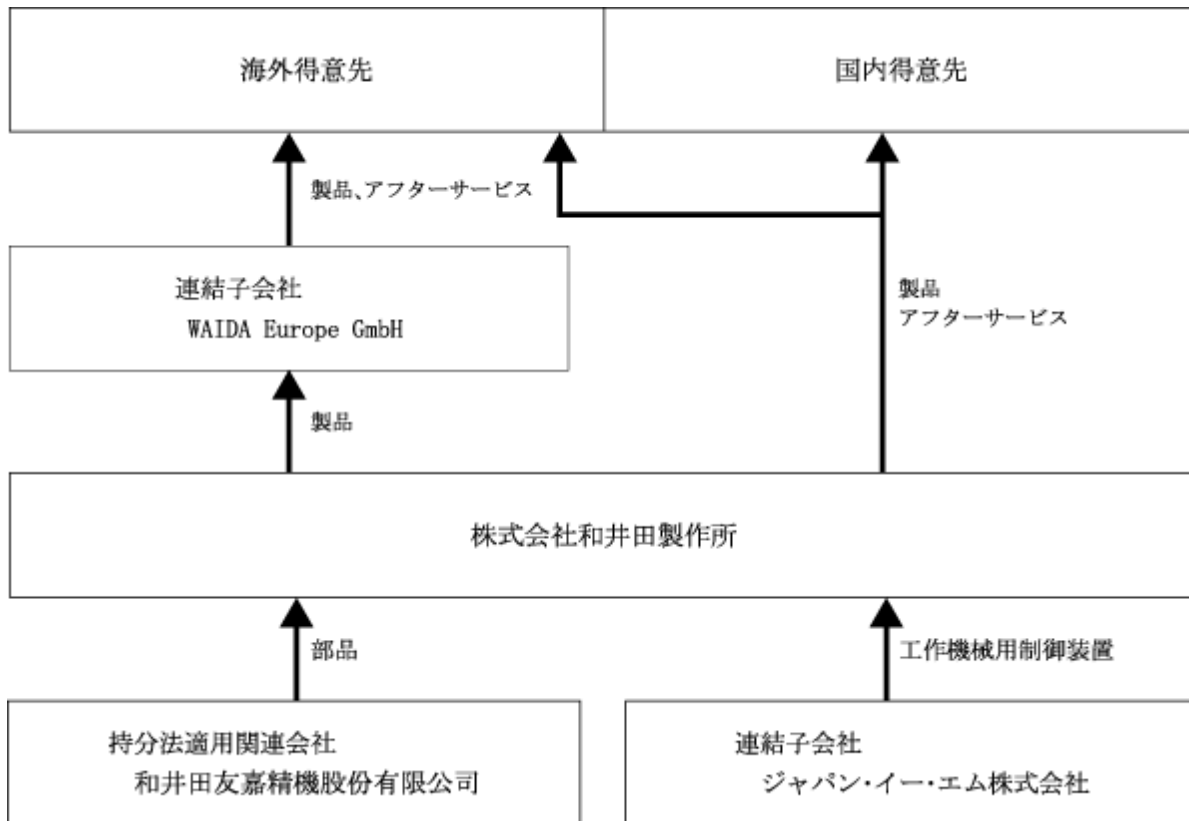 海外得意先
国内得意先
製品、アフターサービス
連結子会社
WAIDA Europe GmbH
製品
アフターサービス
製品
株式会社和井田製作所
部品
工作機械用制御装置
持分法適用関連会社
和井田友嘉精機股份有限公司
連結子会社
ジャパン・イー・エム株式会社